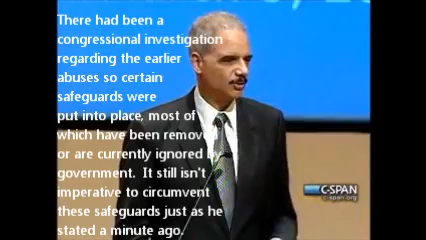 There had been a
congressional investigation
regarding the earlier
abuses so certain
safeguards were
put into place, most of
which have been removed
or are currently ignored by
government.  It still isn't
imperative to circumvent
these safeguards just as he
stated a minute ago.
C-SPAN
c-span.org